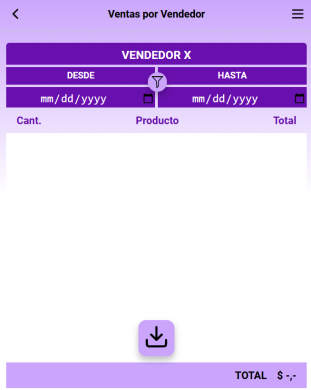 Ventas por Vendedor
VENDEDOR X
DESDE HASTA
mm/dd/yyyy mm/dd/yyyy
Cant. Producto Total
TOTAL $ -,-